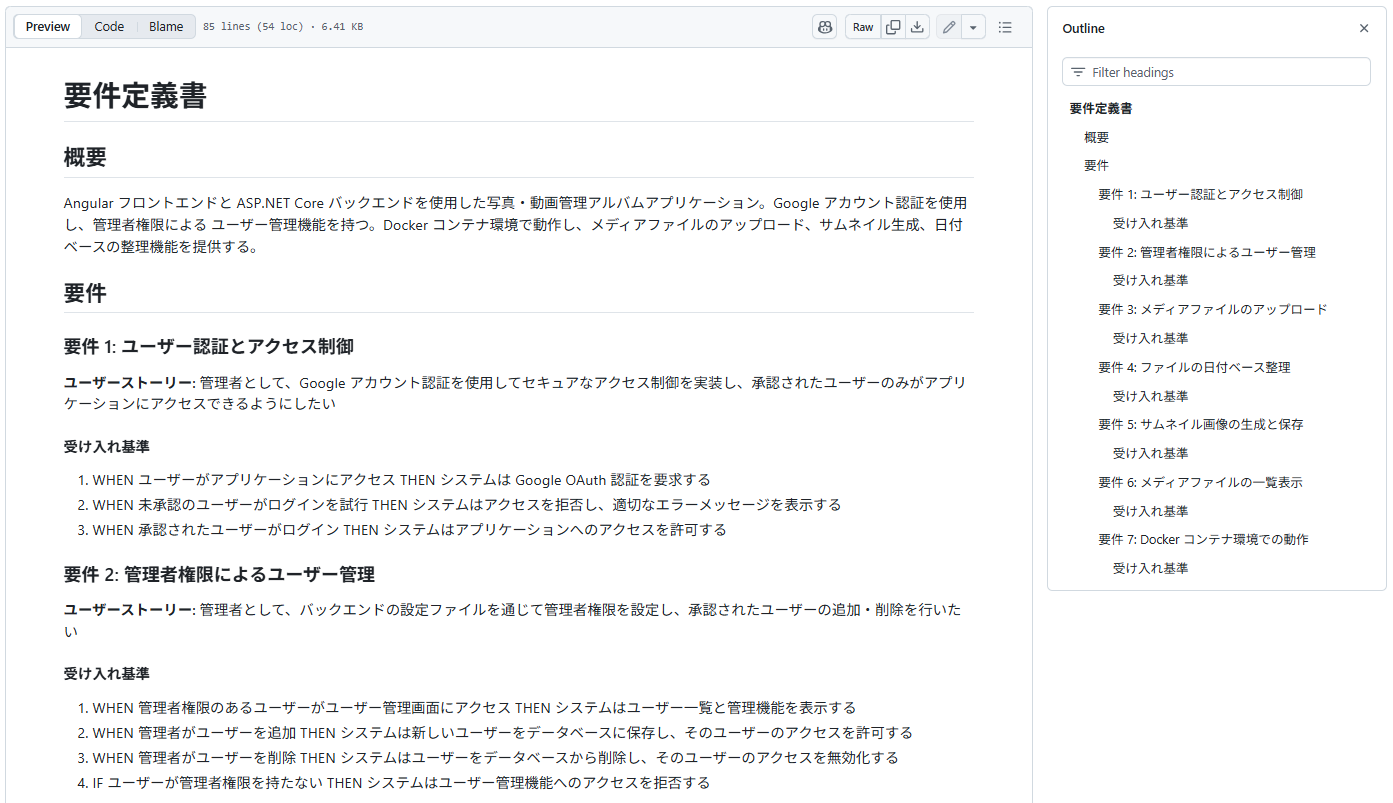 Preview Code Blame 85 lines (54 loc) · 6.41 KB Raw
要件定義書
概要
Angular フロントエンドと ASP.NET Core バックエンドを使用した写真・動画管理アルバムアプリケーション。Google アカウント認証を使用
し、管理者権限による ユーザー管理機能を持つ。Docker コンテナ環境で動作し、メディアファイルのアップロード、サムネイル生成、日付
ベースの整理機能を提供する。
要件
要件 1: ユーザー認証とアクセス制御
ユーザーストーリー: 管理者として、Google アカウント認証を使用してセキュアなアクセス制御を実装し、承認されたユーザーのみがアプリ
ケーションにアクセスできるようにしたい
受け入れ基準
1. WHEN ユーザーがアプリケーションにアクセス THEN システムは Google OAuth 認証を要求する
2. WHEN 未承認のユーザーがログインを試行 THEN システムはアクセスを拒否し、適切なエラーメッセージを表示する
3. WHEN 承認されたユーザーがログイン THEN システムはアプリケーションへのアクセスを許可する
要件 2: 管理者権限によるユーザー管理
ユーザーストーリー: 管理者として、バックエンドの設定ファイルを通じて管理者権限を設定し、承認されたユーザーの追加・削除を行いた
い
受け入れ基準
1. WHEN 管理者権限のあるユーザーがユーザー管理画面にアクセス THEN システムはユーザー一覧と管理機能を表示する
2. WHEN 管理者がユーザーを追加 THEN システムは新しいユーザーをデータベースに保存し、そのユーザーのアクセスを許可する
3. WHEN 管理者がユーザーを削除 THEN システムはユーザーをデータベースから削除し、そのユーザーのアクセスを無効化する
4. IF ユーザーが管理者権限を持たない THEN システムはユーザー管理機能へのアクセスを拒否する
Outline
Filter headings
要件定義書
概要
要件
要件 1: ユーザー認証とアクセス制御
受け入れ基準
要件 2: 管理者権限によるユーザー管理
受け入れ基準
要件 3: メディアファイルのアップロード
受け入れ基準
要件 4: ファイルの日付ベース整理
受け入れ基準
要件 5: サムネイル画像の生成と保存
受け入れ基準
要件 6: メディアファイルの一覧表示
受け入れ基準
要件 7: Docker コンテナ環境での動作
受け入れ基準